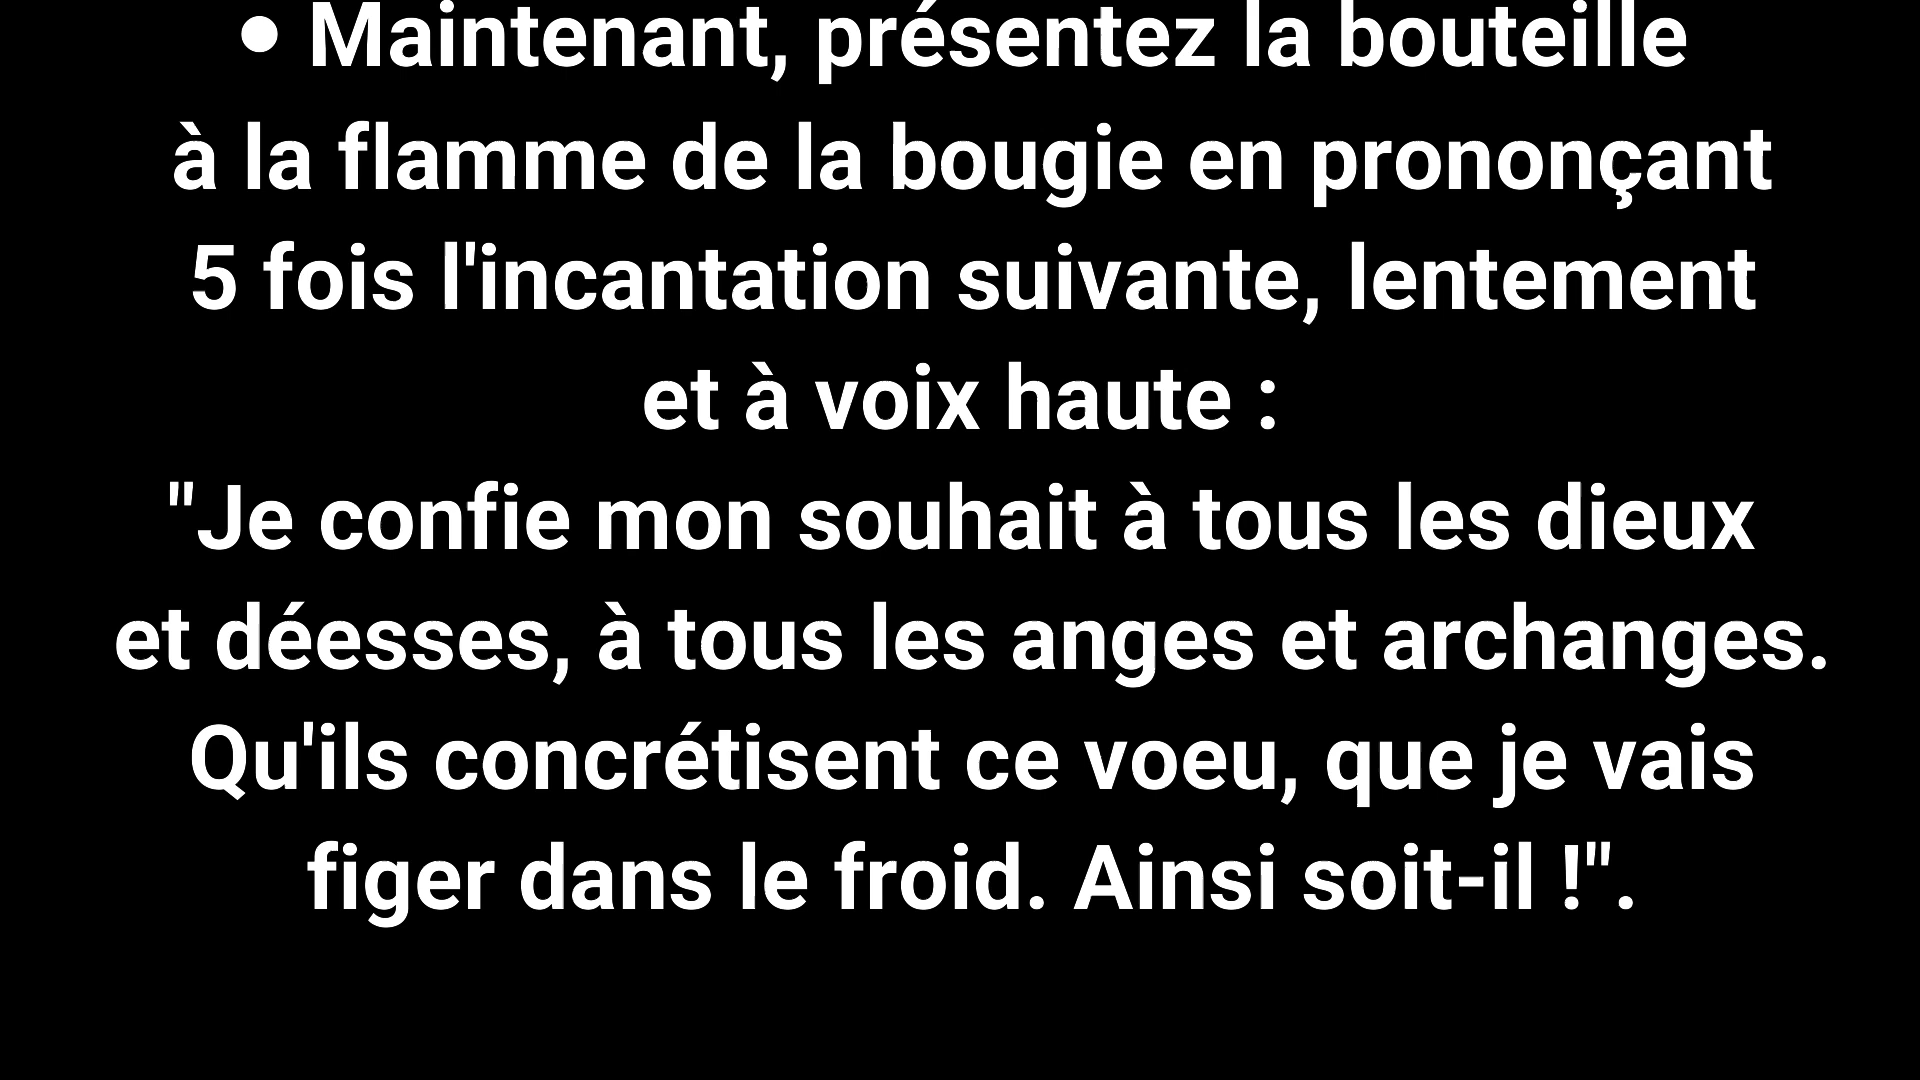 • Maintenant, présentez la bouteille
à la flamme de la bougie en prononçant
5 fois l'incantation suivante, lentement
et à voix haute :
"Je confie mon souhait à tous les dieux
et déesses, à tous les anges et archanges.
Qu'ils concrétisent ce voeu, que je vais
figer dans le froid. Ainsi soit-il !".